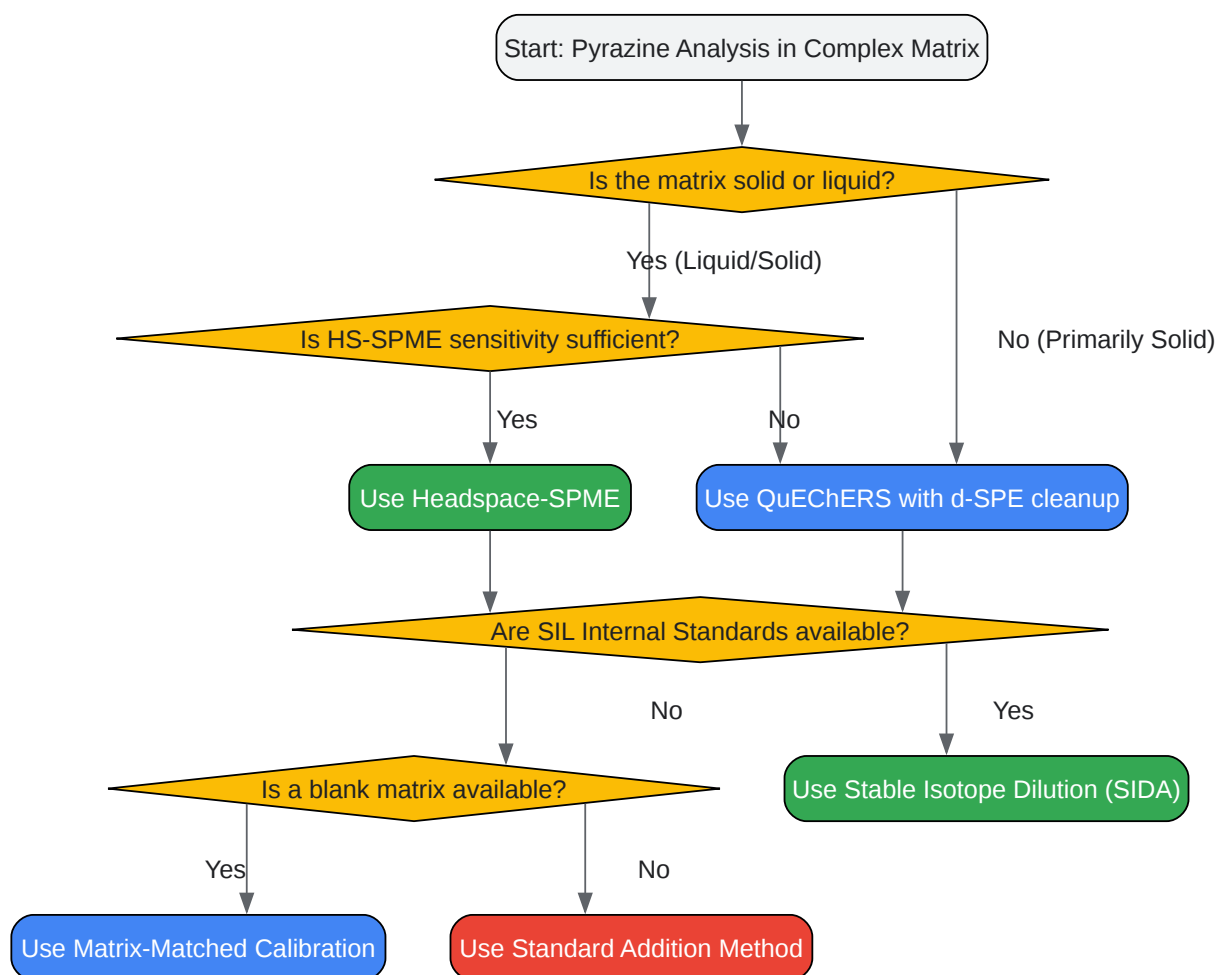 Start: Pyrazine Analysis in Complex Matrix
Is the matrix solid or liquid?
Yes (Liquid/Solid)
Is HS-SPME sensitivity sufficient?
No (Primarily Solid)
Yes
No
Use Headspace-SPME
Use QuEChERS with d-SPE cleanup
Are SIL Internal Standards available?
No
Yes
Is a blank matrix available?
Use Stable Isotope Dilution (SIDA)
Yes
No
Use Matrix-Matched Calibration
Use Standard Addition Method